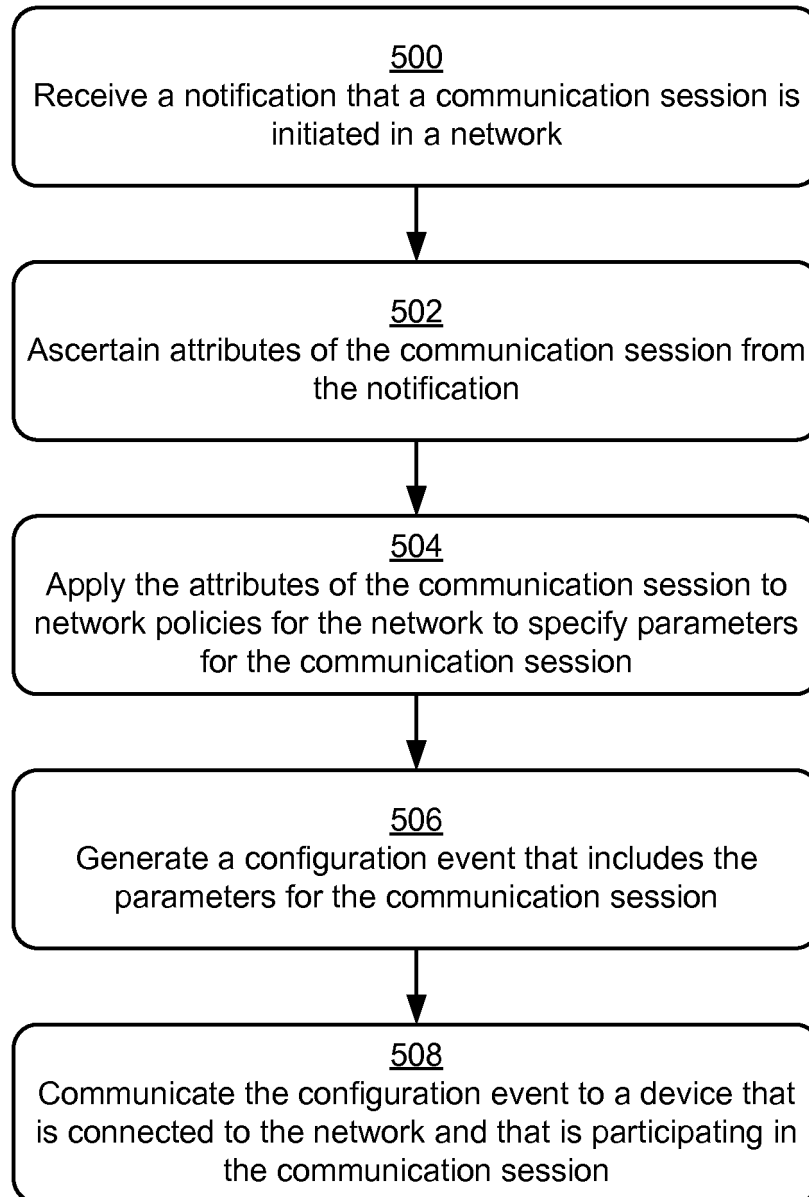 500
Receive a notification that a communication session is
initiated in a network
502
Ascertain attributes of the communication session from
the notification
504
Apply the attributes of the communication session to
network policies for the network to specify parameters
for the communication session
506
Generate a configuration event that includes the
parameters for the communication session
508
Communicate the configuration event to a device that
is connected to the network and that is participating in
the communication session